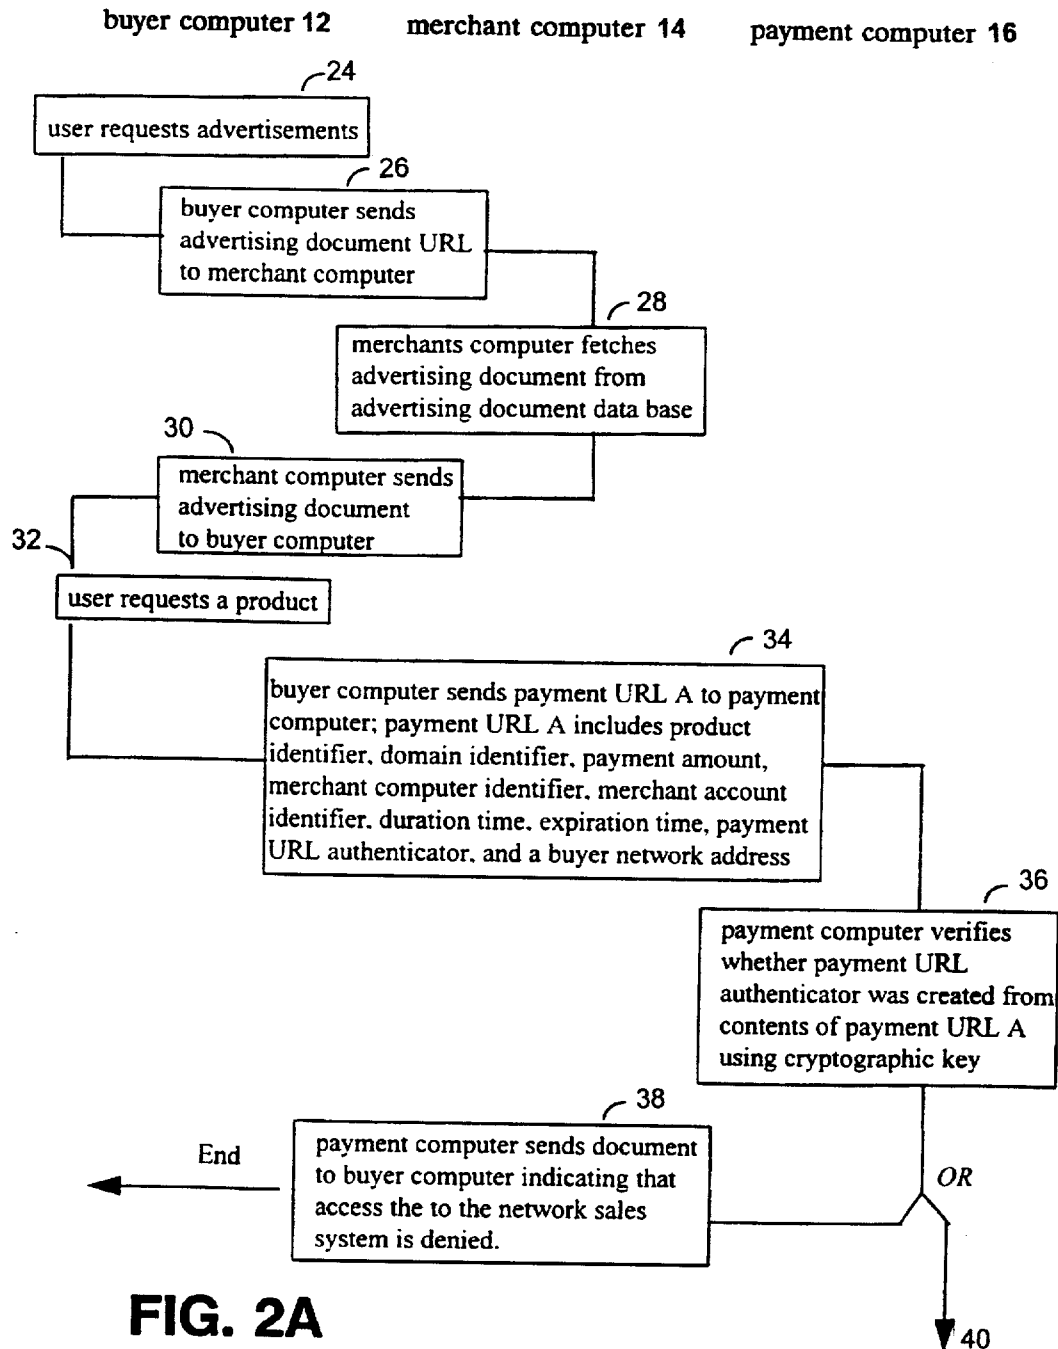 buyer computer 12 merchant computer 14 payment computer 16
24
user requests advertisements
26
buyer computer sends
advertising document URL
to merchant computer
28
merchants computer fetches
advertising document from
advertising document data base
30
merchant computer sends
advertising document
to buyer computer
32
user requests a product
34
buyer computer sends payment URL A to payment
computer; payment URL A includes product
identifier, domain identifier, payment amount,
merchant computer identifier, merchant account
identifier, duration time, expiration time, payment
URL authenticator, and a buyer network address
36
payment computer verifies
whether payment URL
authenticator was created from
contents of payment URL A
using cryptographic key
38
payment computer sends document
to buyer computer indicating that
access the to the network sales
system is denied.
End
OR
40
FIG. 2A